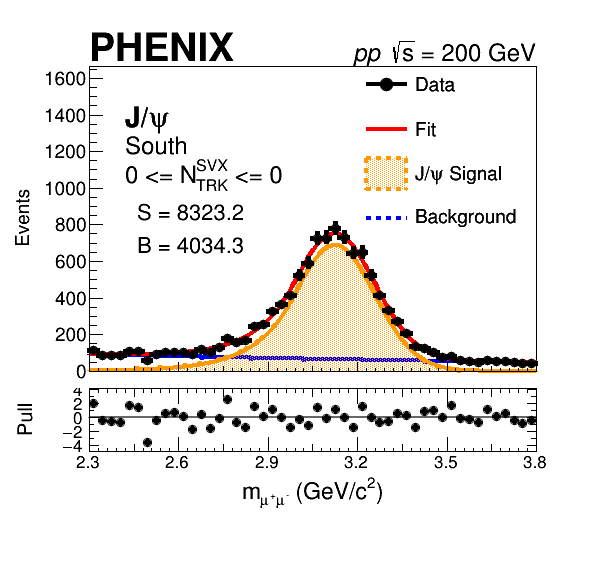 PHENIX
pp √s = 200 GeV
1600
1400
1200
1000
800
600
400
200
0
Events
J/ψ
South
0 <= N^SVX_TRK <= 0
S = 8323.2
B = 4034.3
Data
Fit
J/ψ Signal
Background
4
2
0
−2
−4
Pull
2.3 2.6 2.9 3.2 3.5 3.8
m_μ⁺μ⁻ (GeV/c²)